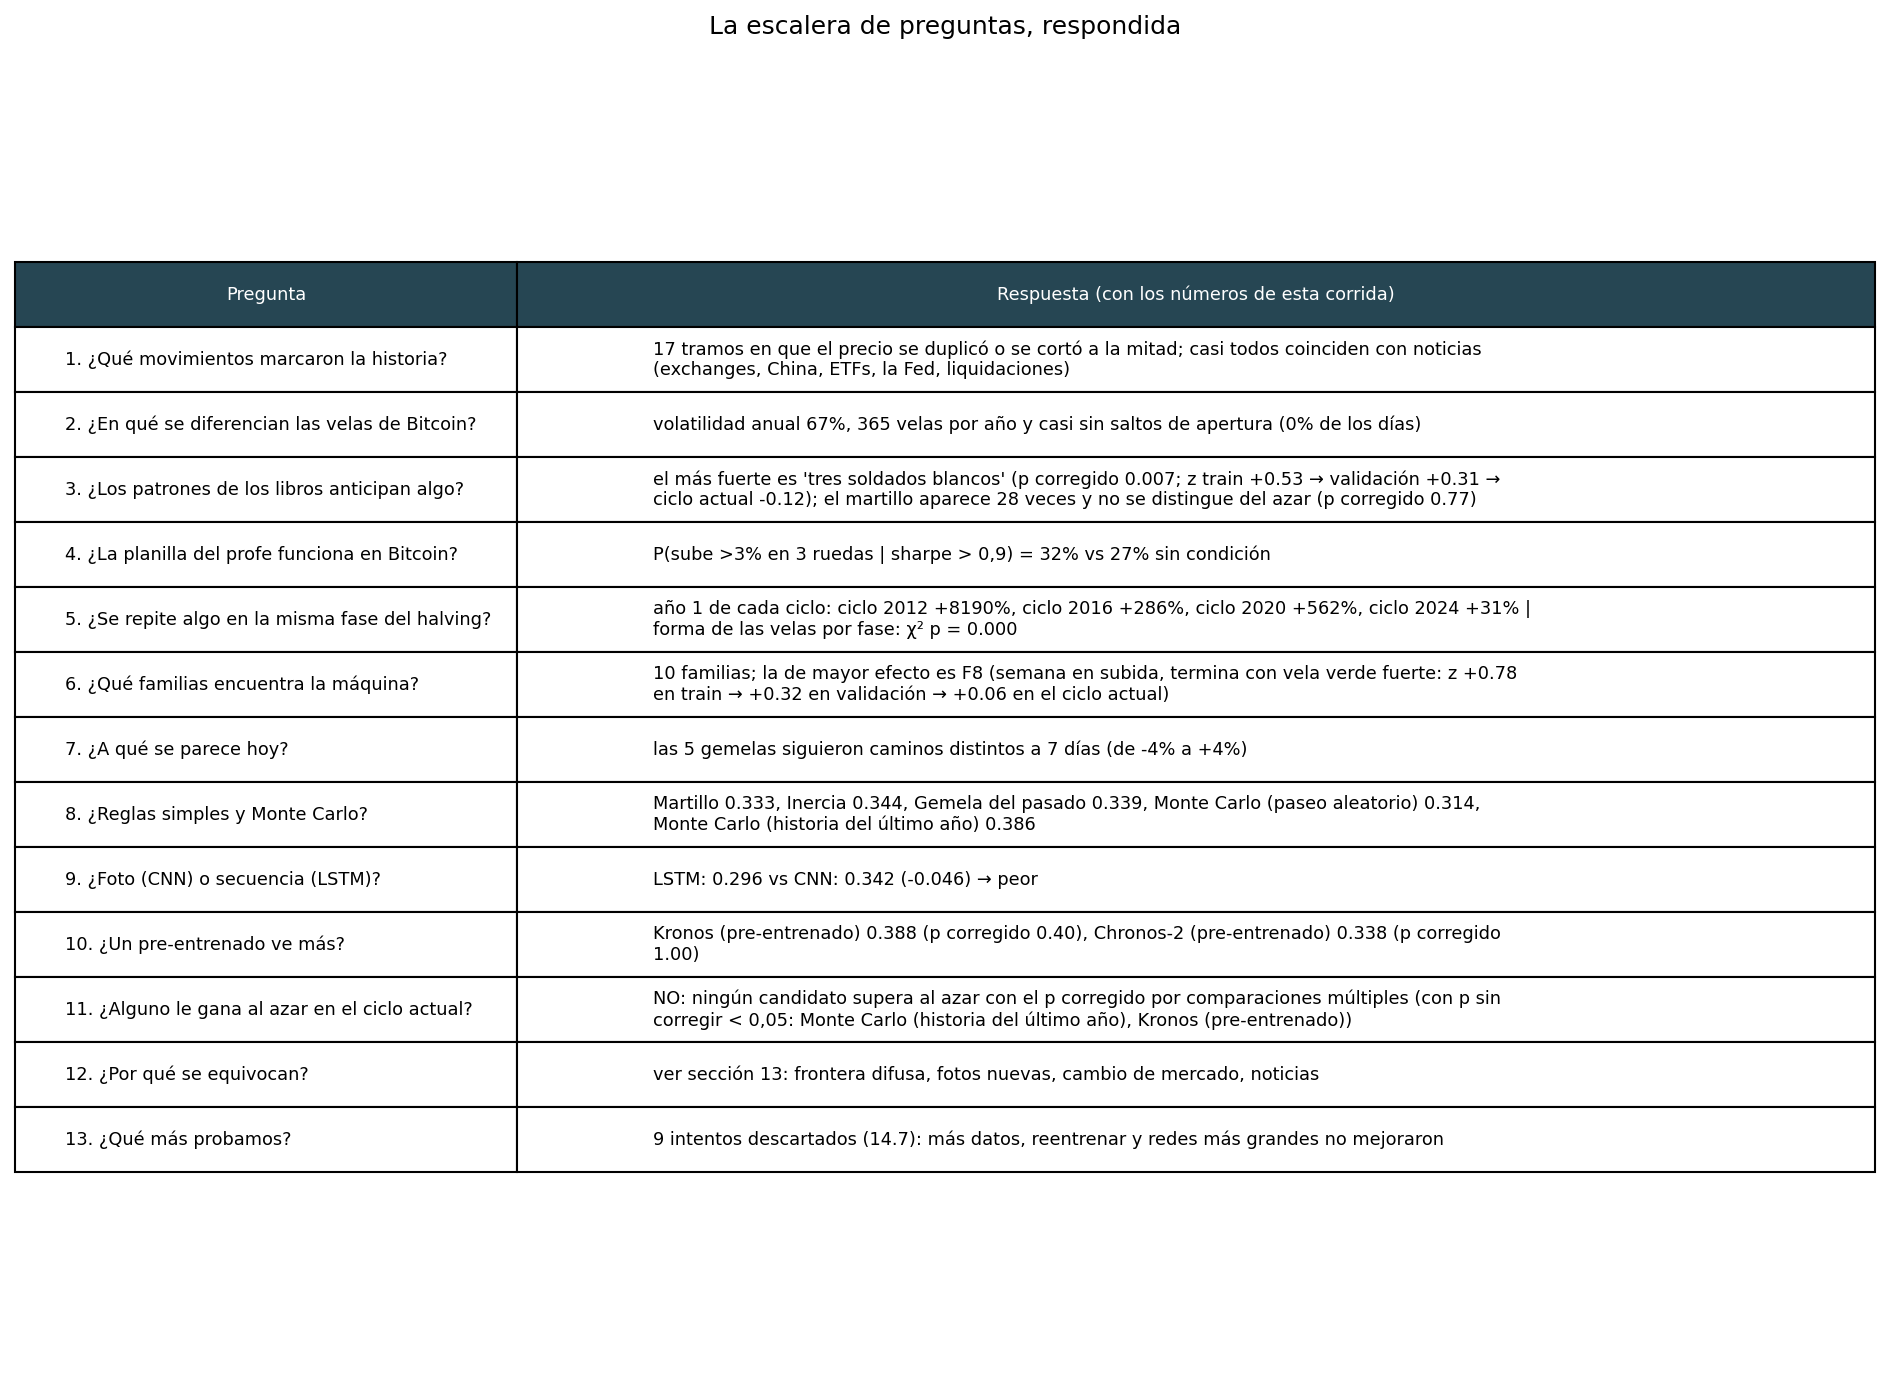 La escalera de preguntas, respondida
Pregunta
Respuesta (con los números de esta corrida)
1. ¿Qué movimientos marcaron la historia?
17 tramos en que el precio se duplicó o se cortó a la mitad; casi todos coinciden con noticias
(exchanges, China, ETFs, la Fed, liquidaciones)
2. ¿En qué se diferencian las velas de Bitcoin?
volatilidad anual 67%, 365 velas por año y casi sin saltos de apertura (0% de los días)
3. ¿Los patrones de los libros anticipan algo?
el más fuerte es 'tres soldados blancos' (p corregido 0.007; z train +0.53 → validación +0.31 →
ciclo actual -0.12); el martillo aparece 28 veces y no se distingue del azar (p corregido 0.77)
4. ¿La planilla del profe funciona en Bitcoin?
P(sube >3% en 3 ruedas | sharpe > 0,9) = 32% vs 27% sin condición
5. ¿Se repite algo en la misma fase del halving?
año 1 de cada ciclo: ciclo 2012 +8190%, ciclo 2016 +286%, ciclo 2020 +562%, ciclo 2024 +31% |
forma de las velas por fase: χ² p = 0.000
6. ¿Qué familias encuentra la máquina?
10 familias; la de mayor efecto es F8 (semana en subida, termina con vela verde fuerte: z +0.78
en train → +0.32 en validación → +0.06 en el ciclo actual)
7. ¿A qué se parece hoy?
las 5 gemelas siguieron caminos distintos a 7 días (de -4% a +4%)
8. ¿Reglas simples y Monte Carlo?
Martillo 0.333, Inercia 0.344, Gemela del pasado 0.339, Monte Carlo (paseo aleatorio) 0.314,
Monte Carlo (historia del último año) 0.386
9. ¿Foto (CNN) o secuencia (LSTM)?
LSTM: 0.296 vs CNN: 0.342 (-0.046) → peor
10. ¿Un pre-entrenado ve más?
Kronos (pre-entrenado) 0.388 (p corregido 0.40), Chronos-2 (pre-entrenado) 0.338 (p corregido
1.00)
11. ¿Alguno le gana al azar en el ciclo actual?
NO: ningún candidato supera al azar con el p corregido por comparaciones múltiples (con p sin
corregir < 0,05: Monte Carlo (historia del último año), Kronos (pre-entrenado))
12. ¿Por qué se equivocan?
ver sección 13: frontera difusa, fotos nuevas, cambio de mercado, noticias
13. ¿Qué más probamos?
9 intentos descartados (14.7): más datos, reentrenar y redes más grandes no mejoraron